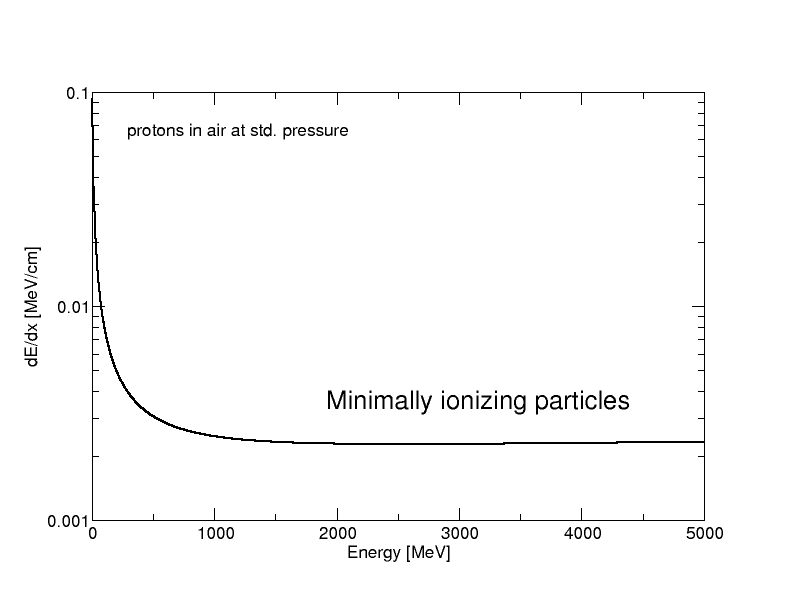 0.1
protons in air at std. pressure
dE/dx [MeV/cm]
0.01
Minimally ionizing particles
0.001
0 1000 2000 3000 4000 5000
Energy [MeV]